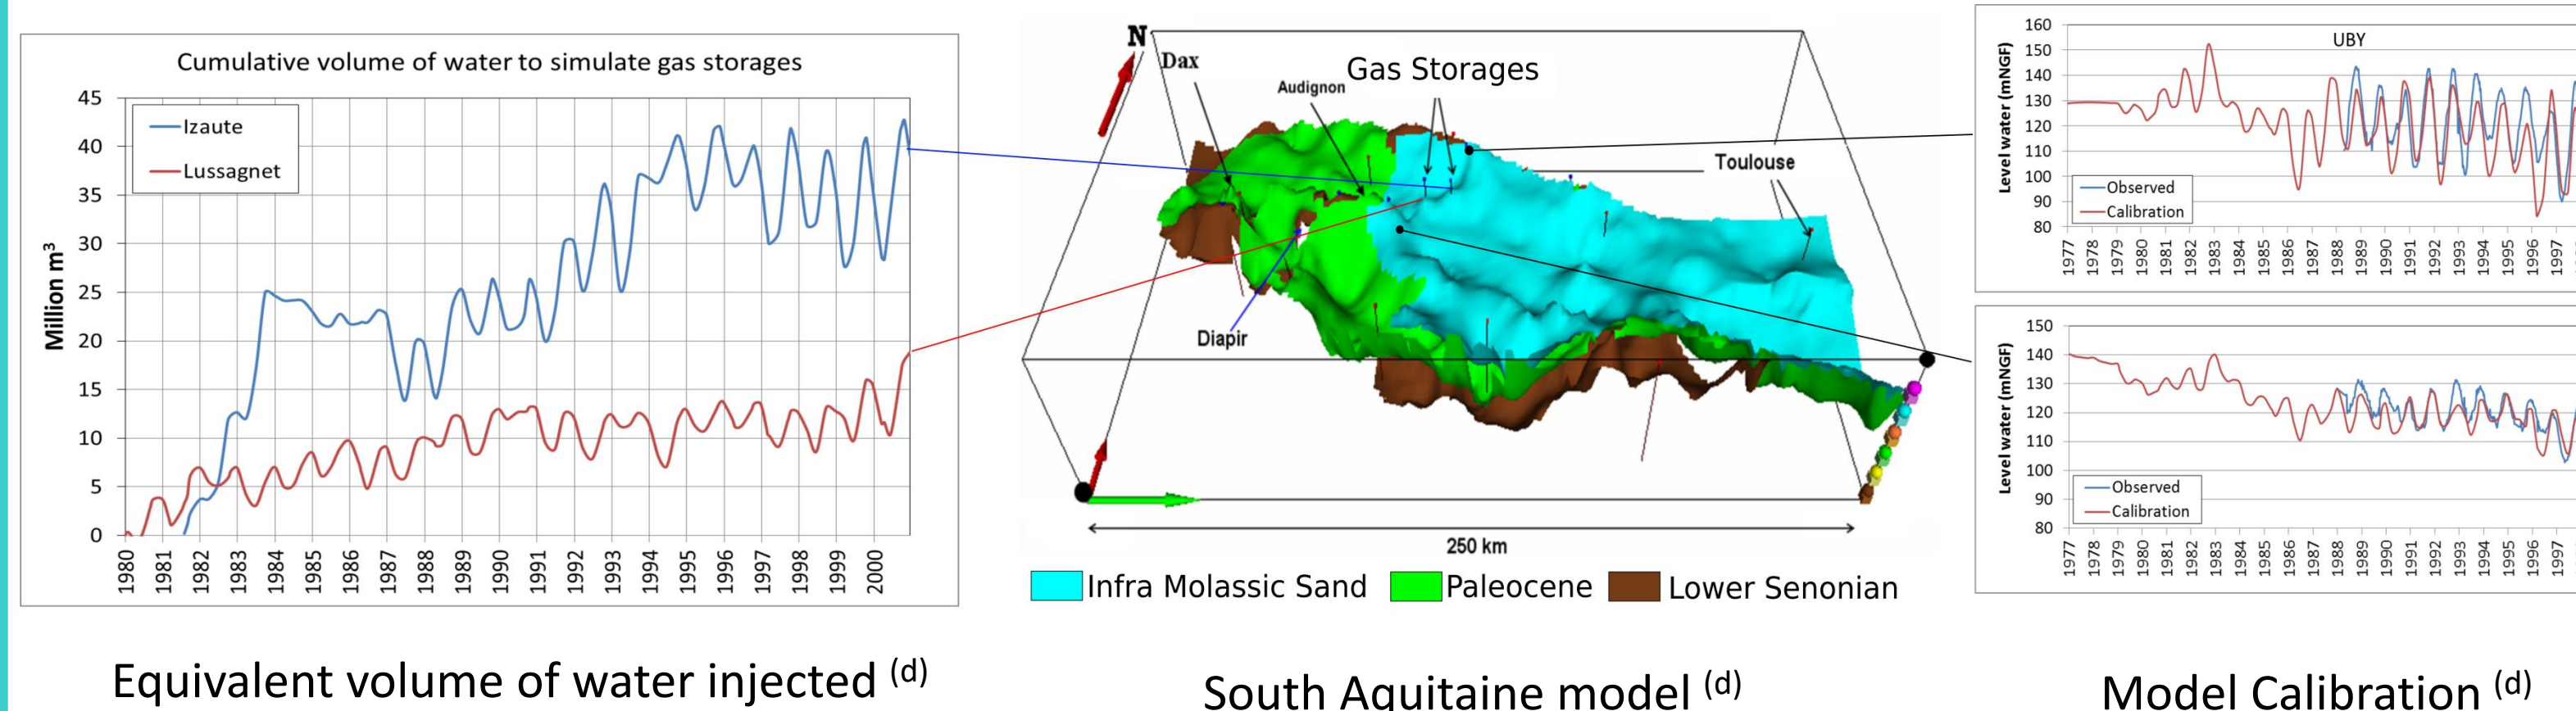 Cumulative volume of water to simulate gas storages
Million m³
45
40
35
30
25
20
15
10
5
0
Izaute
Lussagnet
1980 1981 1982 1983 1984 1985 1986 1987 1988 1989 1990 1991 1992 1993 1994 1995 1996 1997 1998 1999 2000
Equivalent volume of water injected (d)
N
Dax
Audignon
Gas Storages
Toulouse
Diapir
250 km
Infra Molassic Sand Paleocene Lower Senonian
South Aquitaine model (d)
UBY
Level water (mNGF)
160
150
140
130
120
110
100
90
80
Observed
Calibration
1977 1978 1979 1980 1981 1982 1983 1984 1985 1986 1987 1988 1989 1990 1991 1992 1993 1994 1995 1996 1997
Level water (mNGF)
150
140
130
120
110
100
90
80
Observed
Calibration
1977 1978 1979 1980 1981 1982 1983 1984 1985 1986 1987 1988 1989 1990 1991 1992 1993 1994 1995 1996 1997
Model Calibration (d)